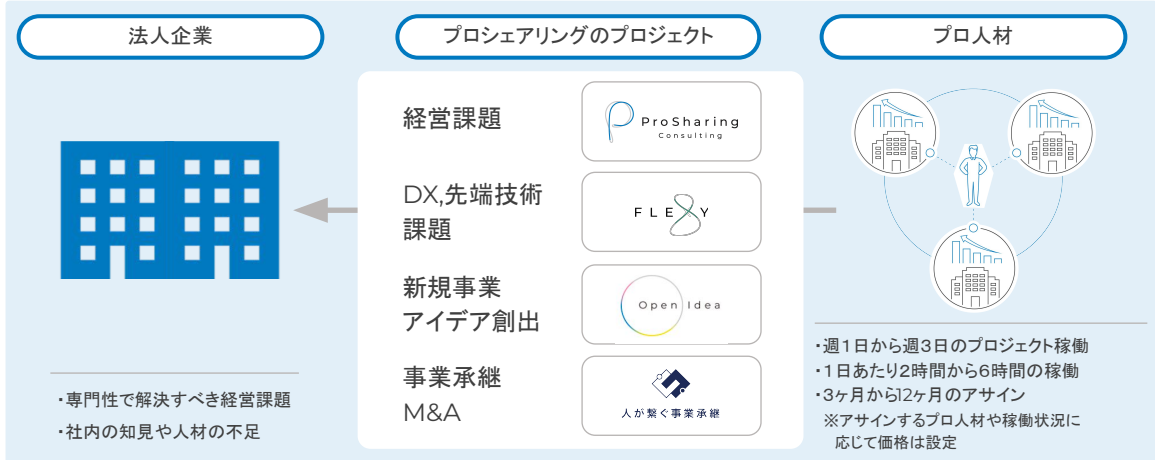 法人企業
プロシェアリングのプロジェクト
プロ人材
経営課題
ProSharing
Consulting
DX,先端技術
課題
FLEXY
新規事業
アイデア創出
Open Idea
事業承継
M&A
人が繋ぐ事業承継
・専門性で解決すべき経営課題
・社内の知見や人材の不足
・週１日から週３日のプロジェクト稼働
・１日あたり２時間から６時間の稼働
・３ヶ月から12ヶ月のアサイン
※アサインするプロ人材や稼働状況に
応じて価格は設定